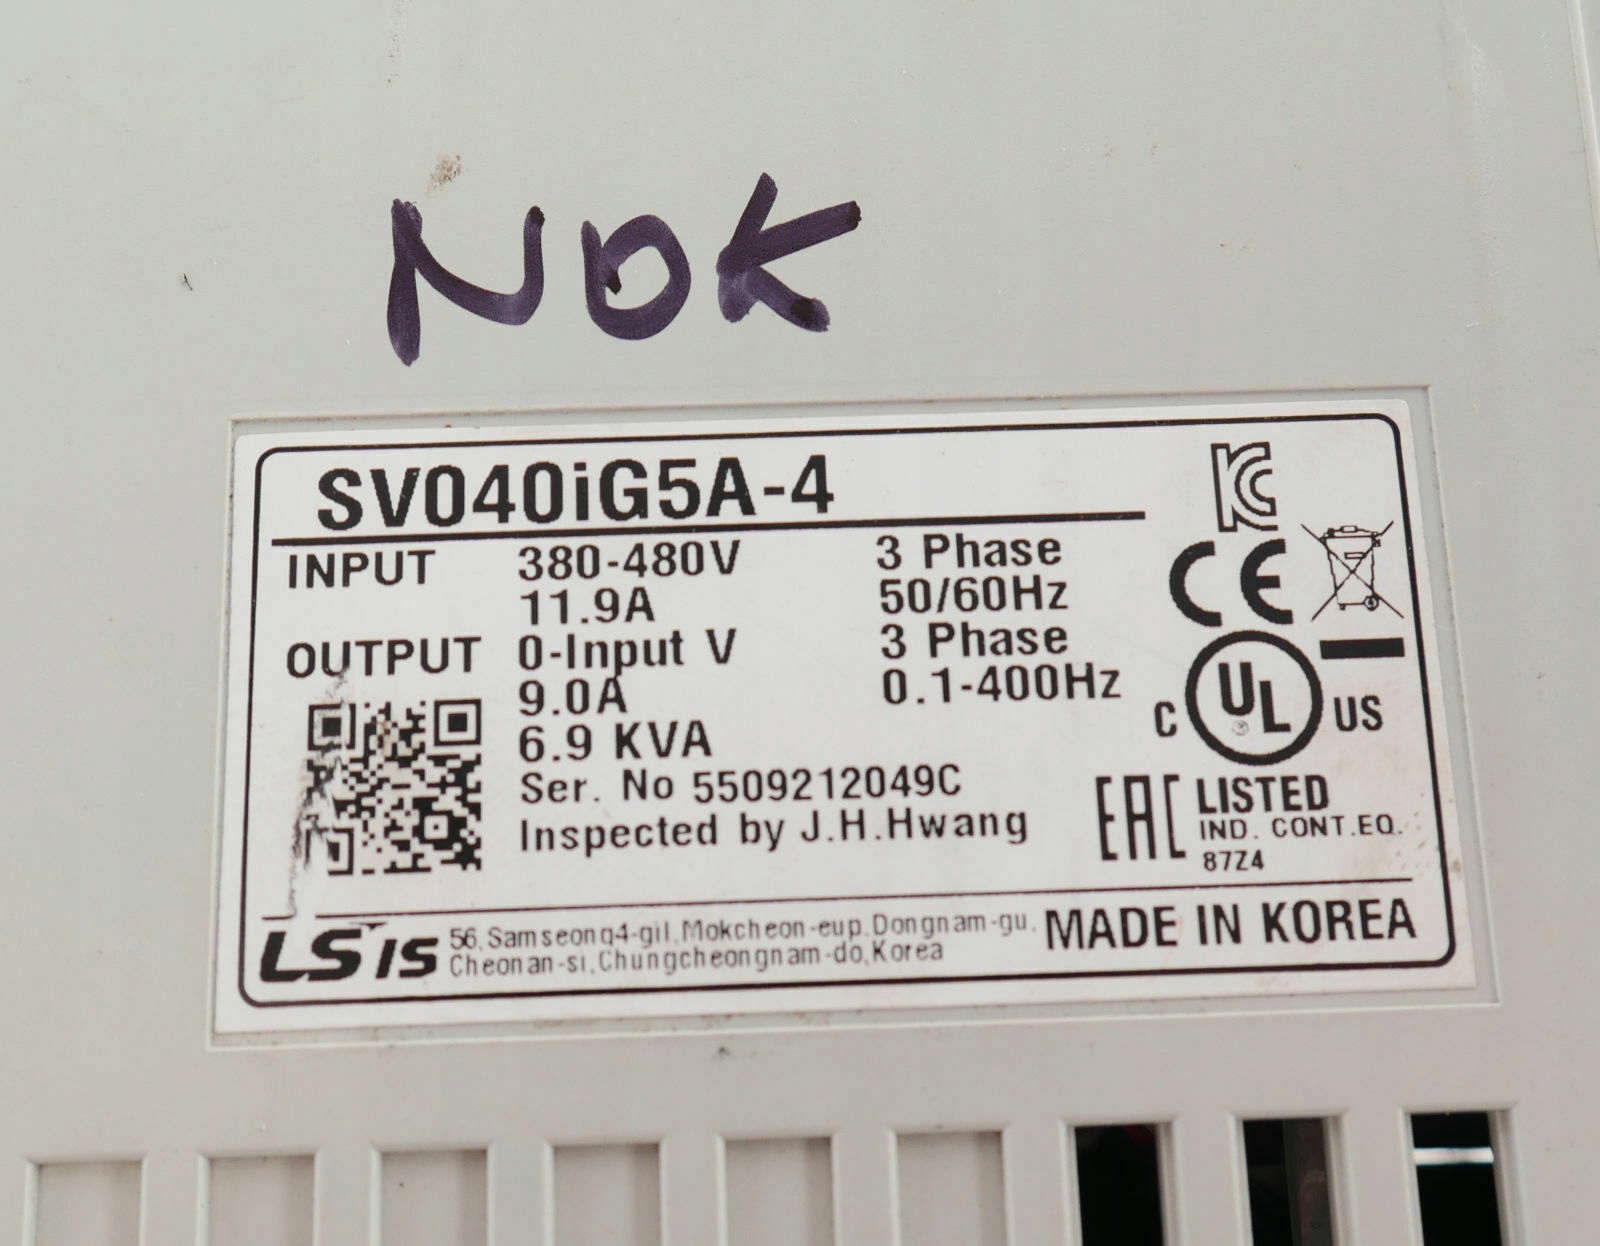 NOK
SV040iG5A-4
INPUT 380-480V 3 Phase
11.9A 50/60Hz
OUTPUT 0-Input V 3 Phase
9.0A 0.1-400Hz
6.9 KVA
Ser. No 5509212049C
Inspected by J.H.Hwang
KC
CE
C UL US
EAC
LISTED
IND. CONT.EQ.
87Z4
LS IS
56, Samseong4-gil, Mokcheon-eup, Dongnam-gu,
Cheonan-si, Chungcheongnam-do, Korea
MADE IN KOREA